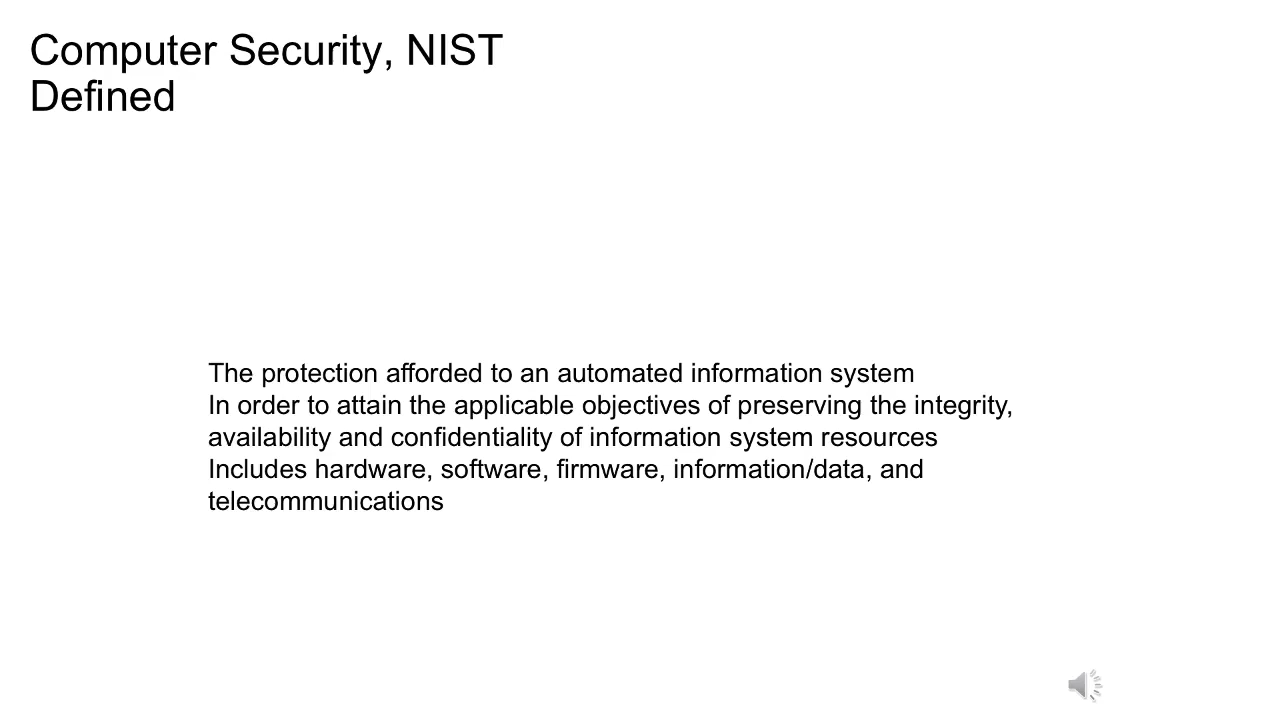 Computer Security, NIST
Defined
The protection afforded to an automated information system
In order to attain the applicable objectives of preserving the integrity,
availability and confidentiality of information system resources
Includes hardware, software, firmware, information/data, and
telecommunications